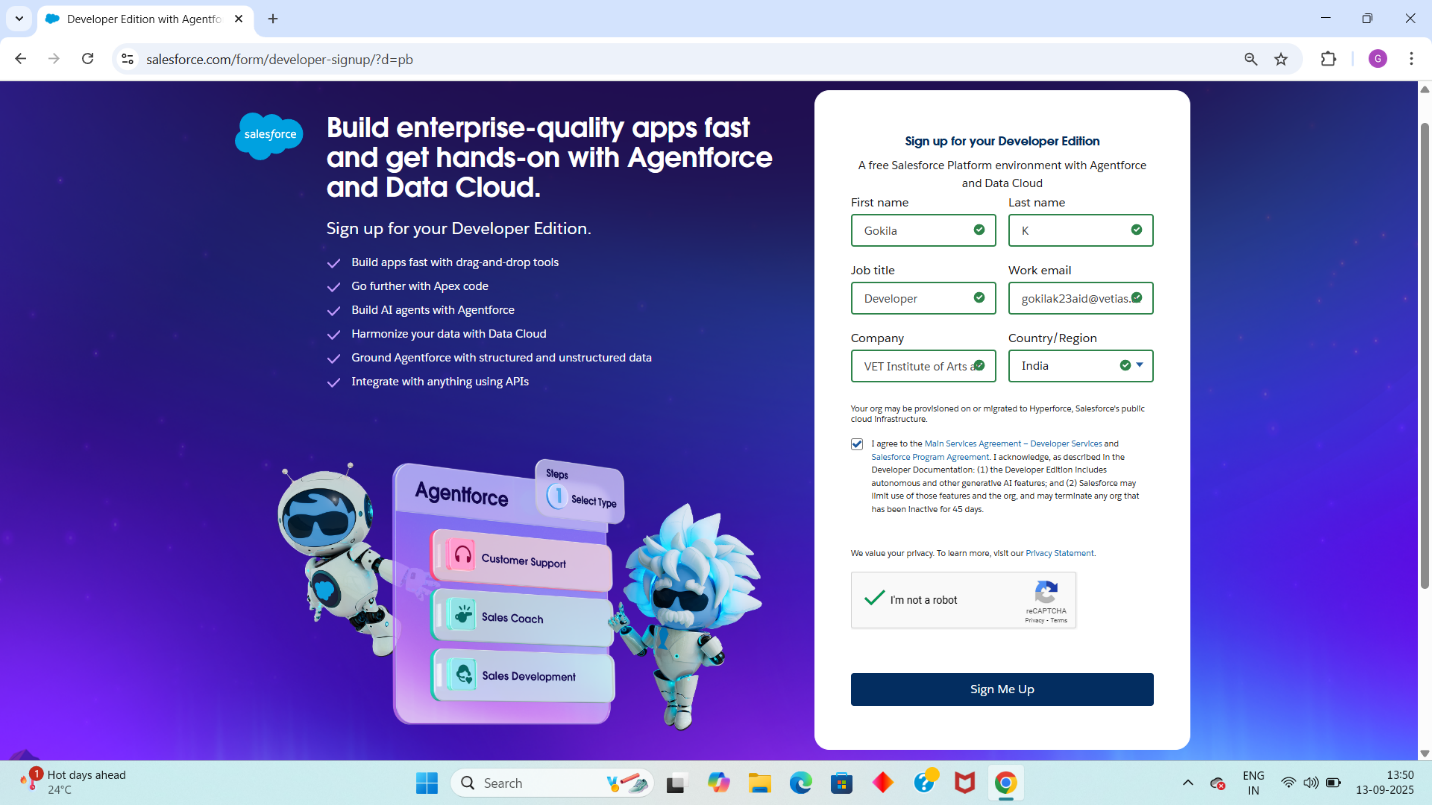 Developer Edition with Agentfo
salesforce.com/form/developer-signup/?d=pb
G
salesforce
Build enterprise-quality apps fast
and get hands-on with Agentforce
and Data Cloud.
Sign up for your Developer Edition.
Build apps fast with drag-and-drop tools
Go further with Apex code
Build AI agents with Agentforce
Harmonize your data with Data Cloud
Ground Agentforce with structured and unstructured data
Integrate with anything using APIs
Agentforce
Steps
1 Select Type
Customer Support
Sales Coach
Sales Development
Sign up for your Developer Edition
A free Salesforce Platform environment with Agentforce
and Data Cloud
First name Last name
Gokila K
Job title Work email
Developer gokilak23aid@vetias.
Company Country/Region
VET Institute of Arts a India
Your org may be provisioned on or migrated to Hyperforce, Salesforce's public
cloud infrastructure.
I agree to the Main Services Agreement – Developer Services and
Salesforce Program Agreement. I acknowledge, as described in the
Developer Documentation: (1) the Developer Edition includes
autonomous and other generative AI features; and (2) Salesforce may
limit use of those features and the org, and may terminate any org that
has been inactive for 45 days.
We value your privacy. To learn more, visit our Privacy Statement.
I'm not a robot
reCAPTCHA
Privacy - Terms
Sign Me Up
1
Hot days ahead
24°C
Search
ENG
IN
13:50
13-09-2025